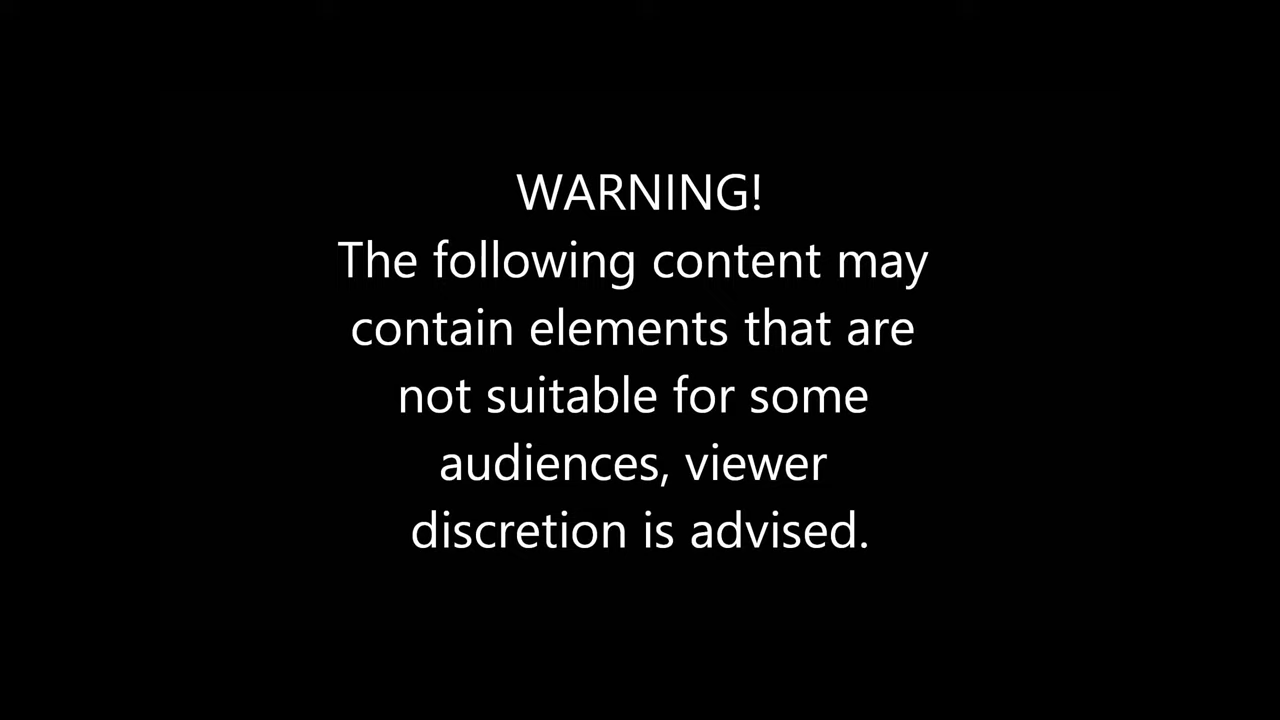 WARNING!
The following content may
contain elements that are
not suitable for some
audiences, viewer
discretion is advised.